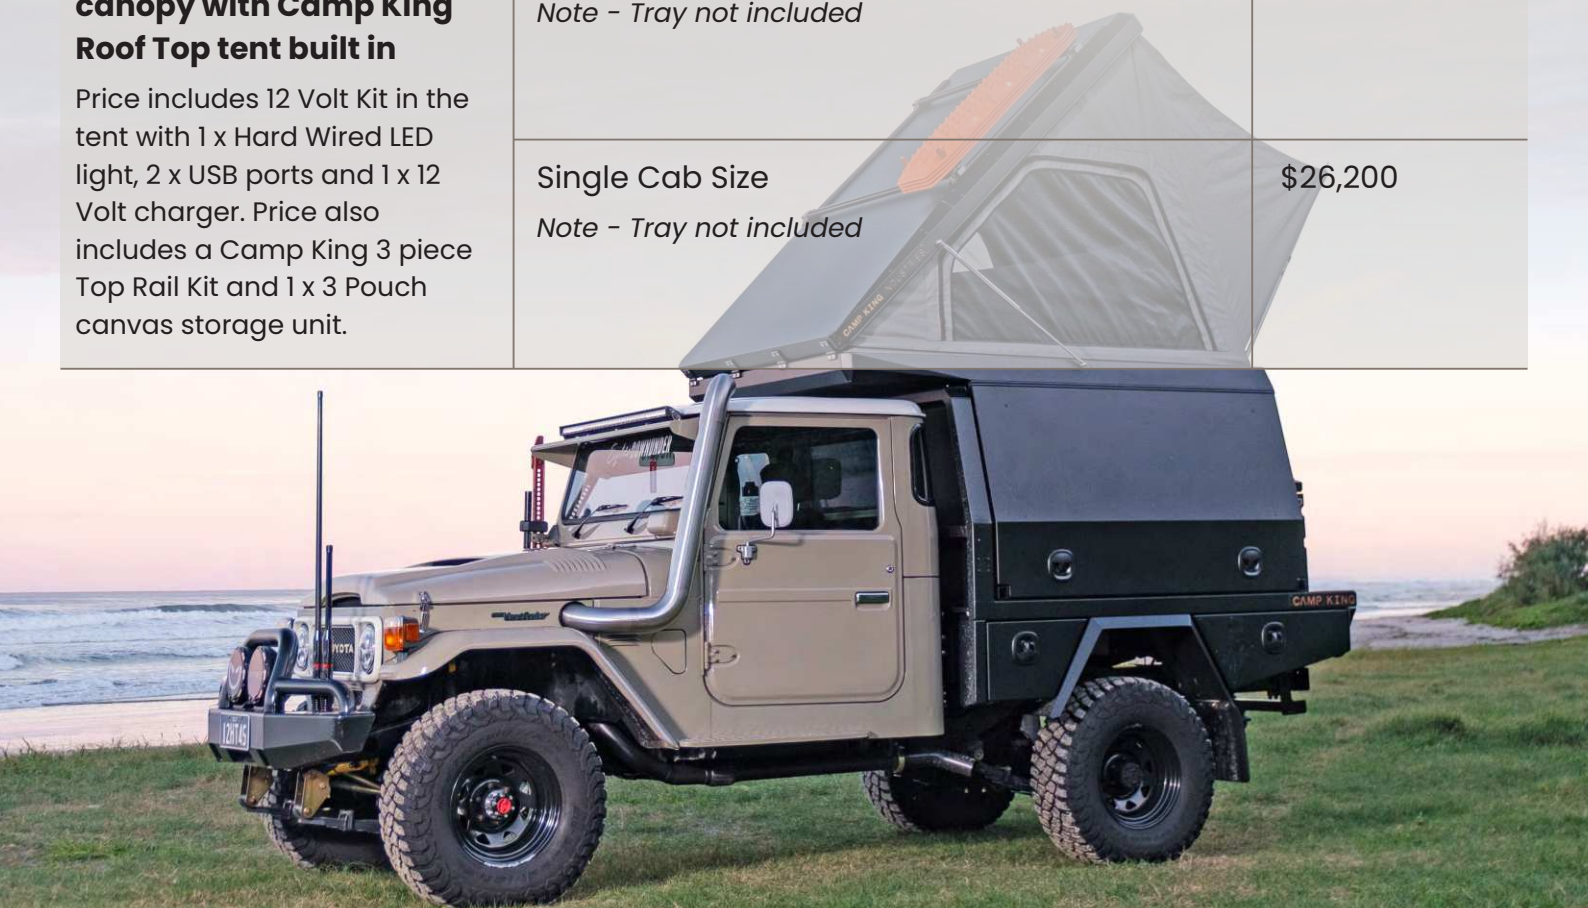 canopy with Camp King
Roof Top tent built in
Price includes 12 Volt Kit in the
tent with 1 x Hard Wired LED
light, 2 x USB ports and 1 x 12
Volt charger. Price also
includes a Camp King 3 piece
Top Rail Kit and 1 x 3 Pouch
canvas storage unit.
Note - Tray not included
Single Cab Size
Note - Tray not included
$26,200
CAMP KING
DOWNUNDER
CAMP KING